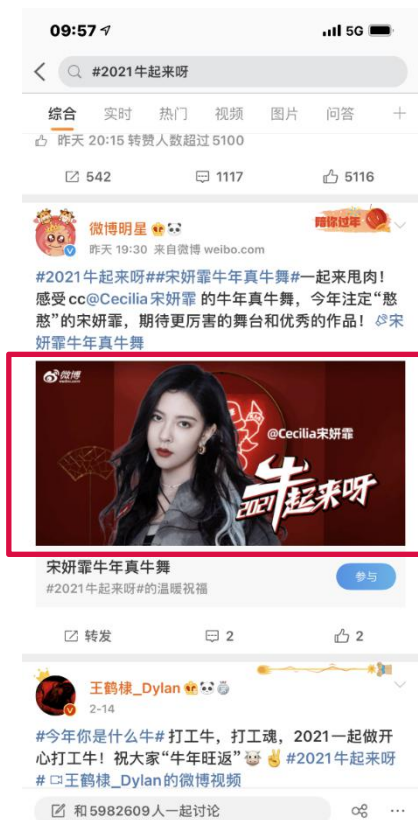 09:57
5G
#2021牛起来呀
综合 实时 热门 视频 图片 问答
昨天 20:15 转赞人数超过 5100
542 1117 5116
微博明星
陪你过年
昨天 19:30 来自微博 weibo.com
#2021牛起来呀##宋妍霏牛年真牛舞#一起来甩肉!
感受cc@Cecilia宋妍霏 的牛年真牛舞，今年注定“憨
憨”的宋妍霏，期待更厉害的舞台和优秀的作品！宋
妍霏牛年真牛舞
微博
weibo.com
@Cecilia宋妍霏
2021牛起来呀
宋妍霏牛年真牛舞
#2021牛起来呀#的温暖祝福
参与
转发 2 2
王鹤棣_Dylan
2-14
#今年你是什么牛# 打工牛，打工魂，2021一起做开
心打工牛！祝大家“牛年旺返” #2021牛起来呀
# 王鹤棣_Dylan的微博视频
和5982609人一起讨论